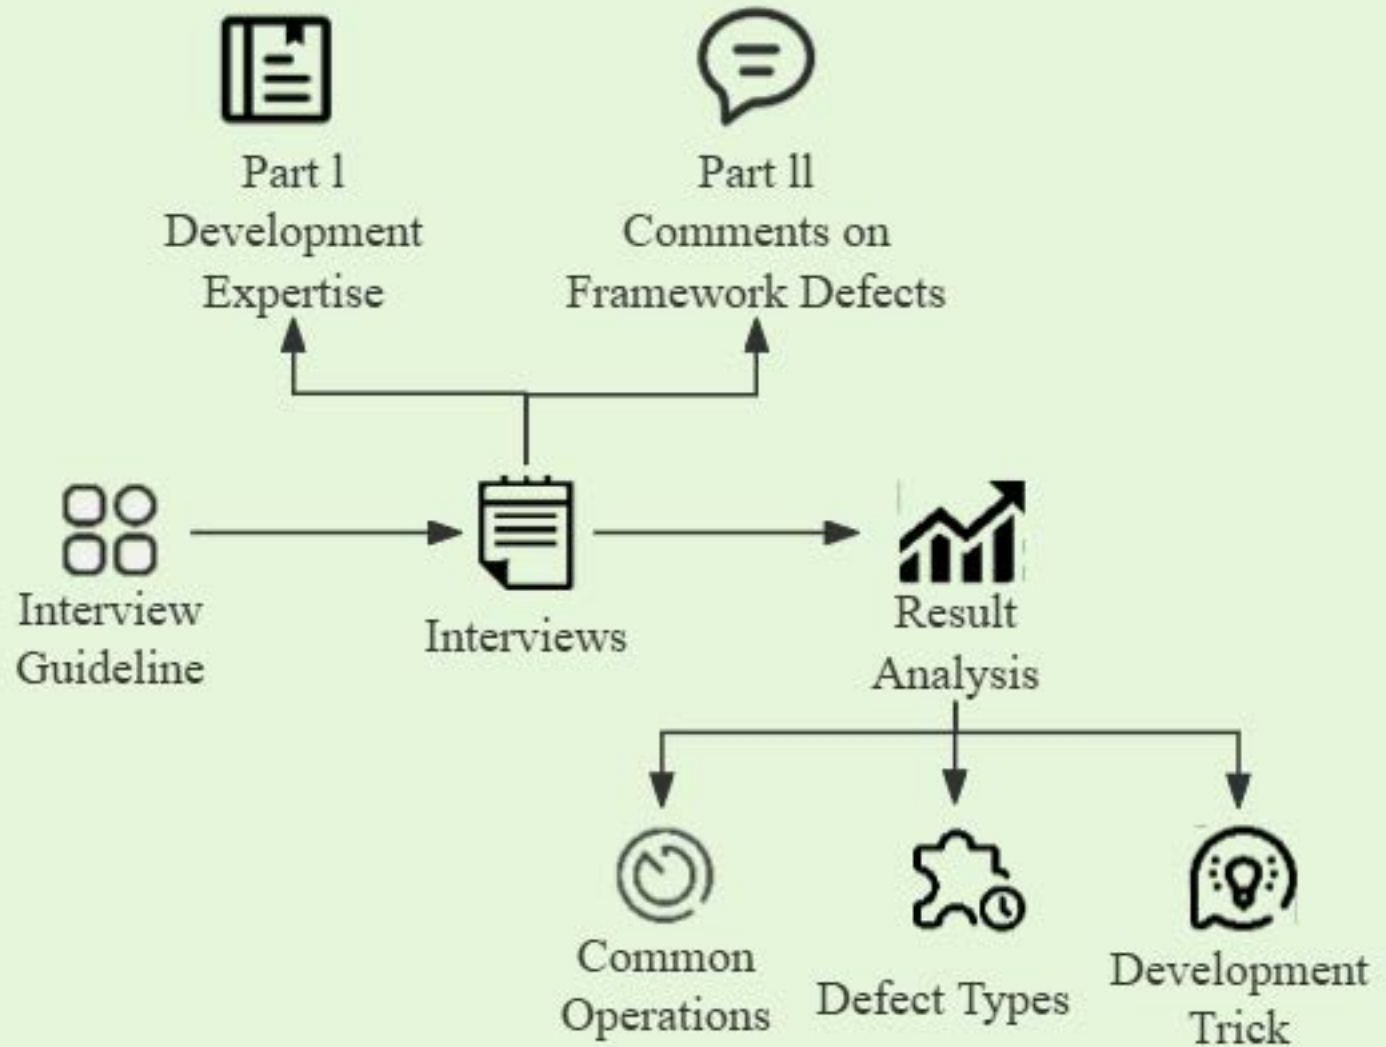 Part l
Development
Expertise
Part ll
Comments on
Framework Defects
Interview
Guideline
Interviews
Result
Analysis
Common
Operations
Defect Types
Development
Trick